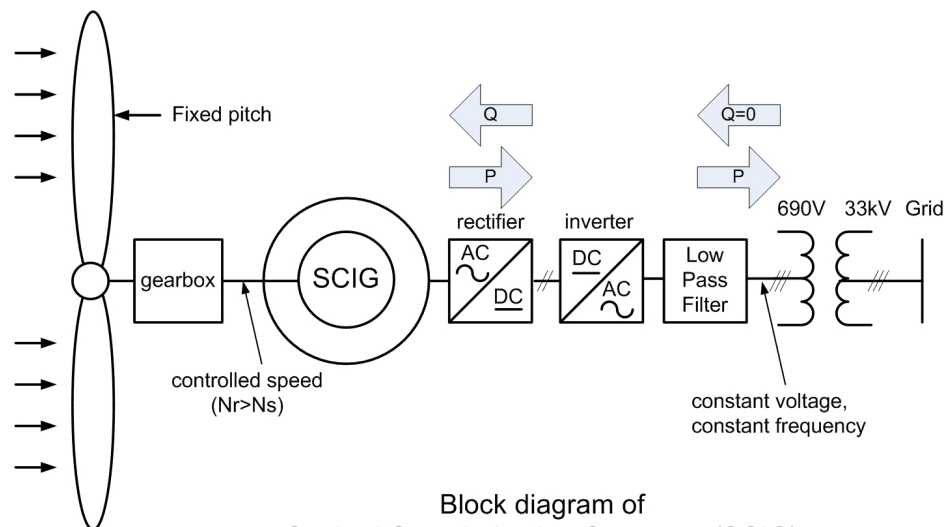 Fixed pitch
Q
Q=0
P
P
rectifier
inverter
690V
33kV
Grid
gearbox
SCIG
AC
DC
DC
AC
Low
Pass
Filter
controlled speed
(Nr>Ns)
constant voltage,
constant frequency
Block diagram of